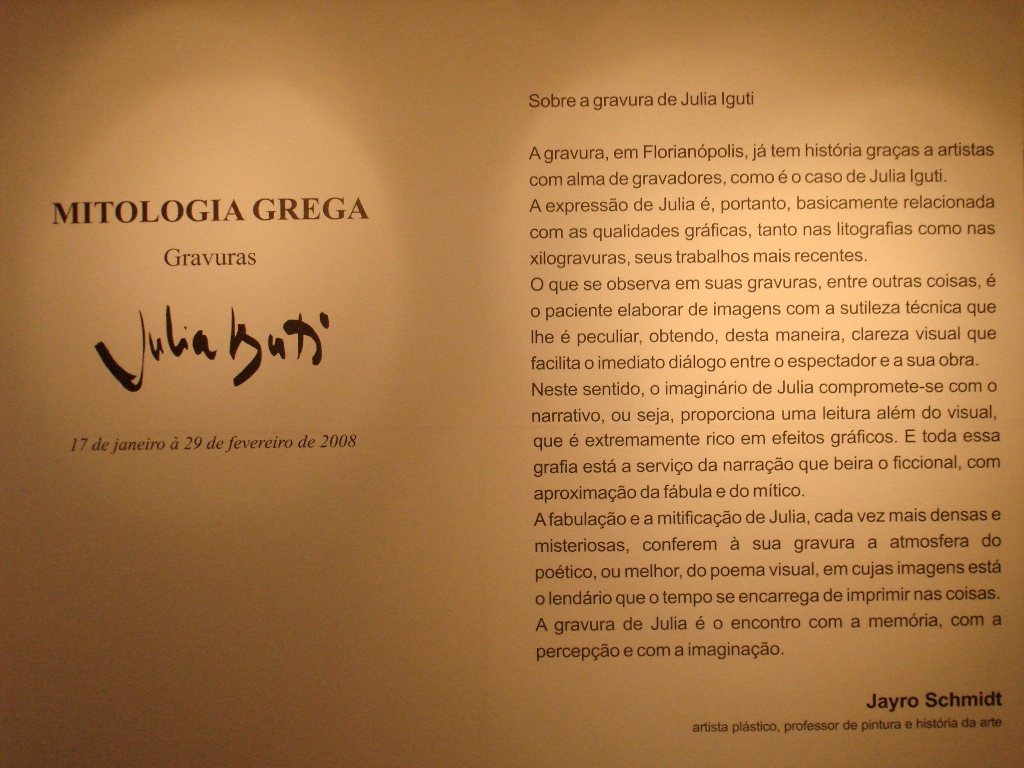 MITOLOGIA GREGA
Gravuras
Julia Iguti
17 de janeiro à 29 de fevereiro de 2008
Sobre a gravura de Julia Iguti
A gravura, em Florianópolis, já tem história graças a artistas
com alma de gravadores, como é o caso de Julia Iguti.
A expressão de Julia é, portanto, basicamente relacionada
com as qualidades gráficas, tanto nas litografias como nas
xilogravuras, seus trabalhos mais recentes.
O que se observa em suas gravuras, entre outras coisas, é
o paciente elaborar de imagens com a sutileza técnica que
lhe é peculiar, obtendo, desta maneira, clareza visual que
facilita o imediato diálogo entre o espectador e a sua obra.
Neste sentido, o imaginário de Julia compromete-se com o
narrativo, ou seja, proporciona uma leitura além do visual,
que é extremamente rico em efeitos gráficos. E toda essa
grafia está a serviço da narração que beira o ficcional, com
aproximação da fábula e do mítico.
A fabulação e a mitificação de Julia, cada vez mais densas e
misteriosas, conferem à sua gravura a atmosfera do
poético, ou melhor, do poema visual, em cujas imagens está
o lendário que o tempo se encarrega de imprimir nas coisas.
A gravura de Julia é o encontro com a memória, com a
percepção e com a imaginação.
Jayro Schmidt
artista plástico, professor de pintura e história da arte